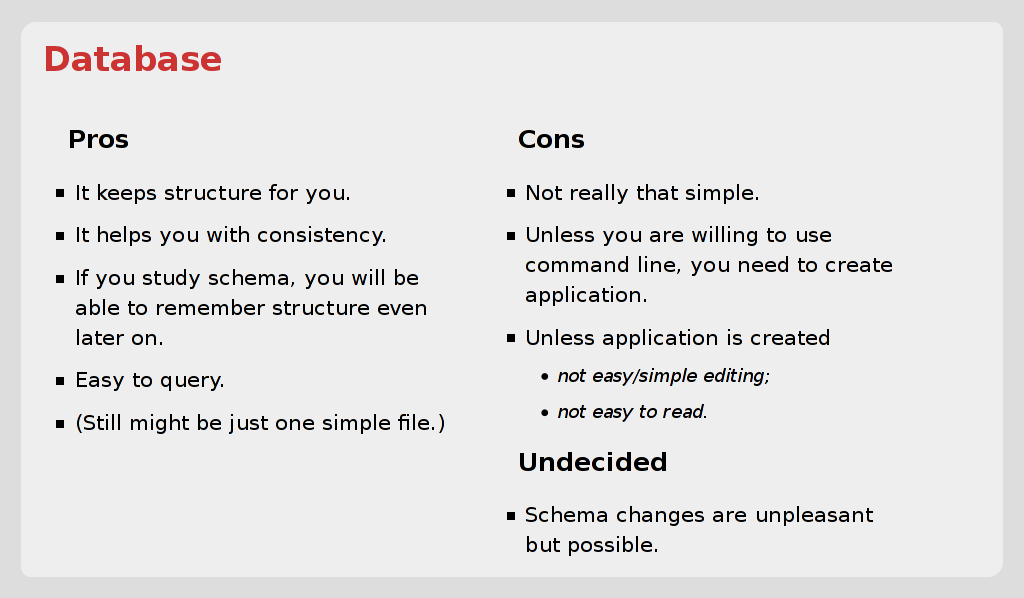 Database
Pros
It keeps structure for you.
It helps you with consistency.
If you study schema, you will be
able to remember structure even
later on.
Easy to query.
(Still might be just one simple file.)
Cons
Not really that simple.
Unless you are willing to use
command line, you need to create
application.
Unless application is created
not easy/simple editing;
not easy to read.
Undecided
Schema changes are unpleasant
but possible.